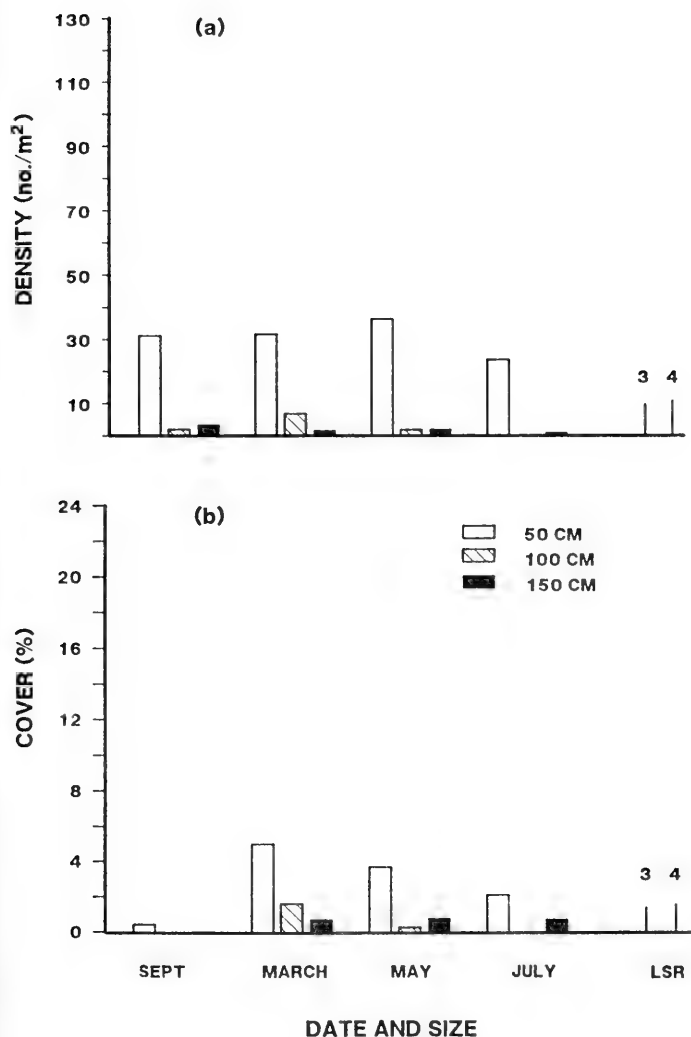 (a)
DENSITY (no./m²)
130
110
90
70
50
30
10
3 4
(b)
COVER (%)
24
20
16
12
8
4
0
50 CM
100 CM
150 CM
3 4
SEPT MARCH MAY JULY LSR
DATE AND SIZE